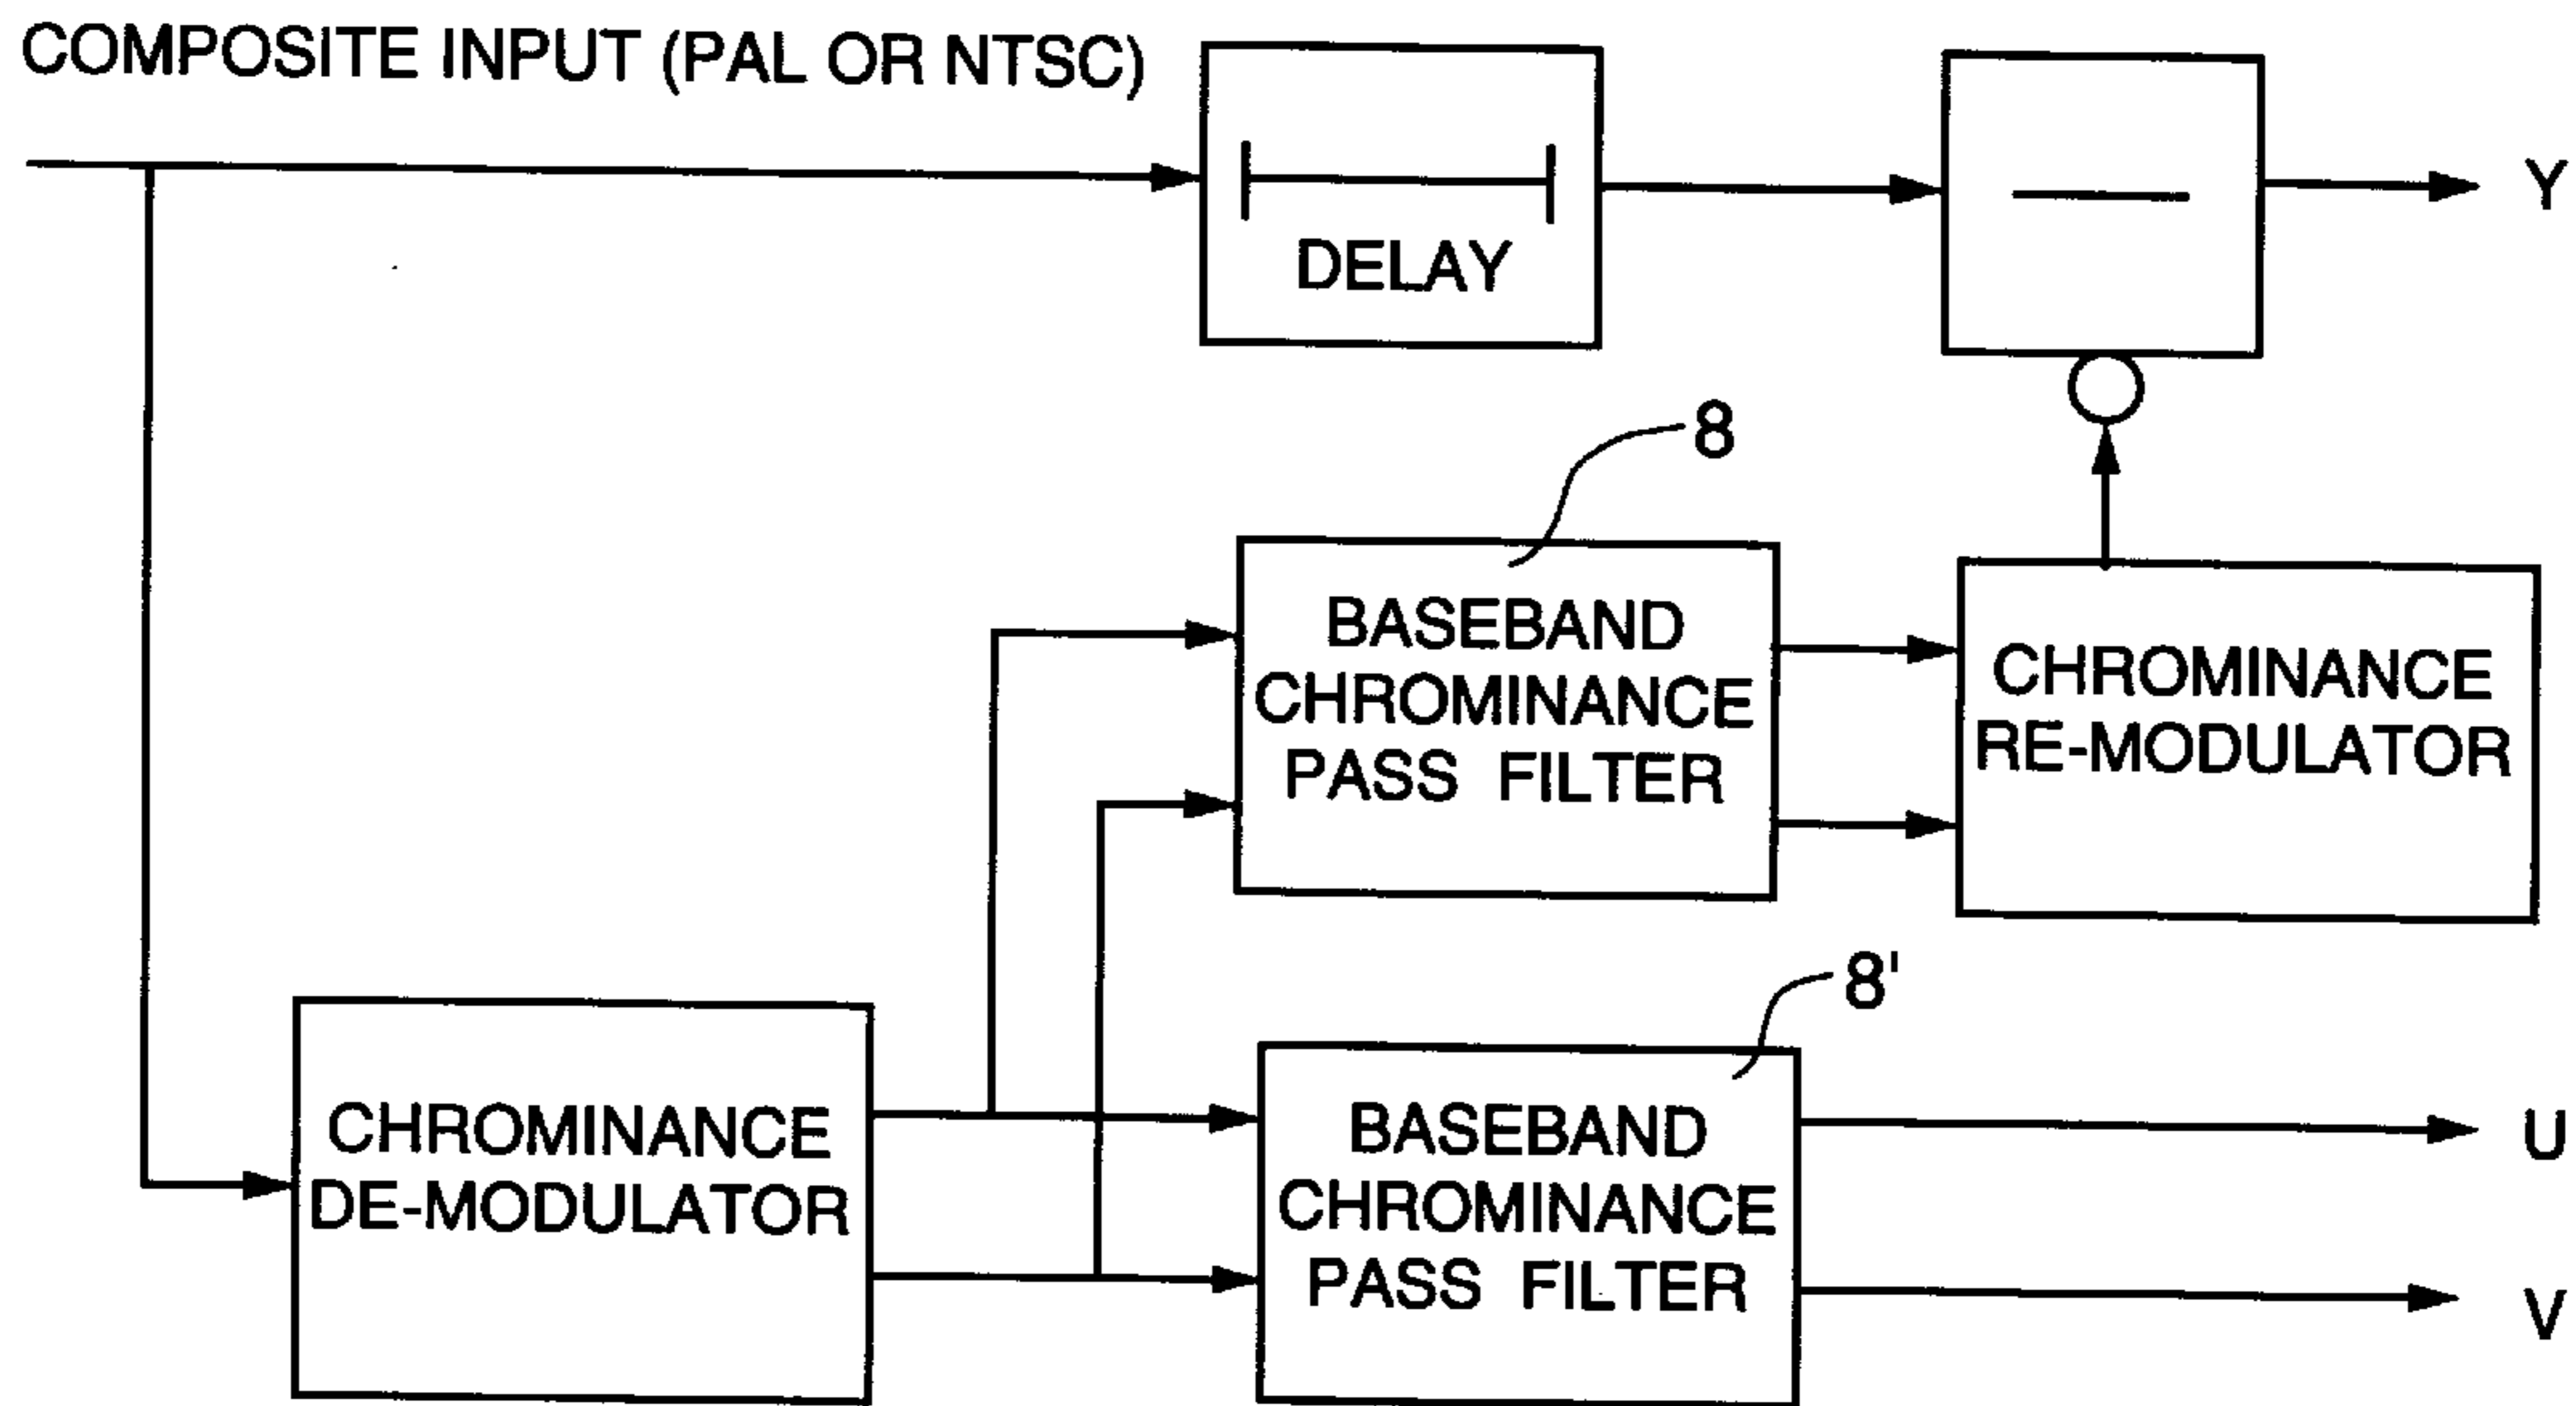 COMPOSITE INPUT (PAL OR NTSC)
DELAY
Y
8
BASEBAND
CHROMINANCE
PASS FILTER
CHROMINANCE
RE-MODULATOR
8'
CHROMINANCE
DE-MODULATOR
BASEBAND
CHROMINANCE
PASS FILTER
U
V